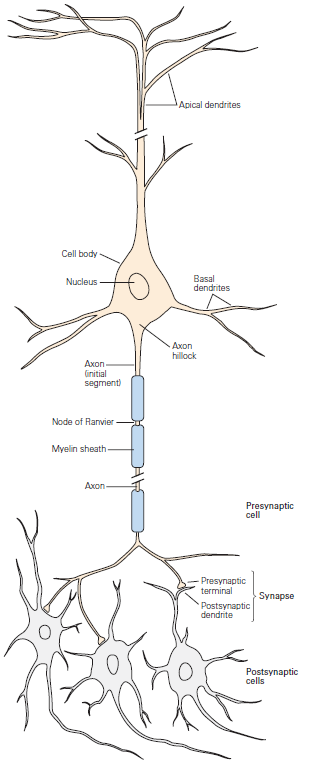 Apical dendrites
Cell body
Nucleus
Basal
dendrites
Axon
hillock
Axon
(initial
segment)
Node of Ranvier
Myelin sheath
Axon
Presynaptic
cell
Presynaptic
terminal
Postsynaptic
dendrite
Synapse
Postsynaptic
cells